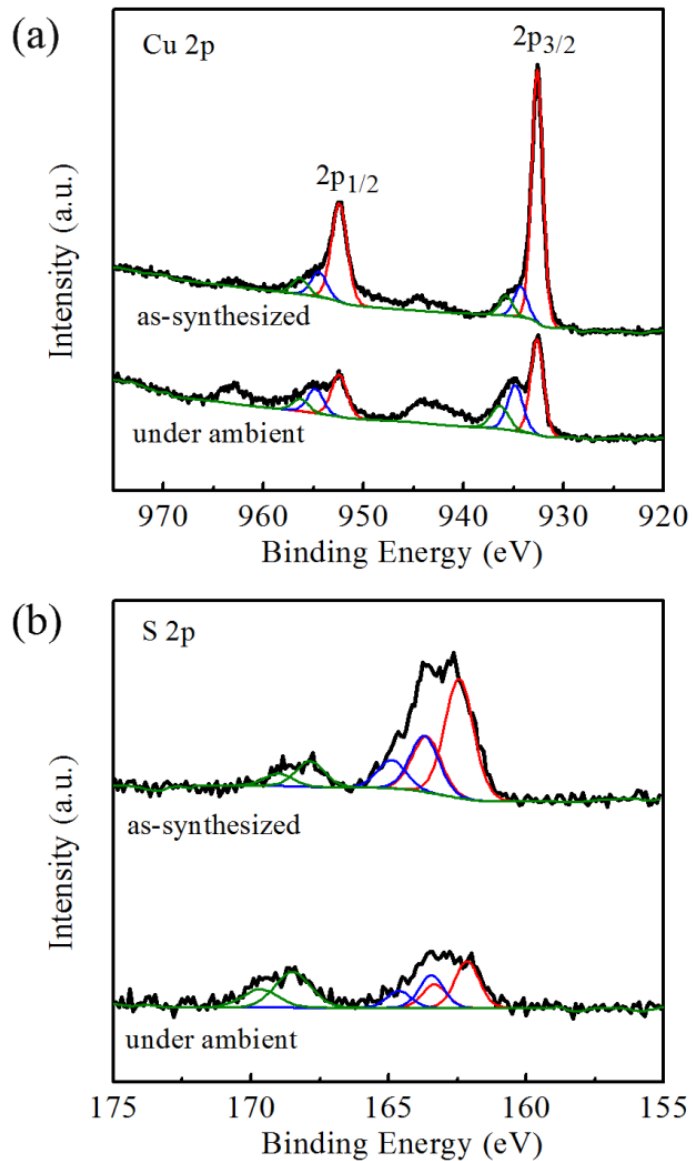 (a)
Cu 2p
2p3/2
2p1/2
Intensity (a.u.)
as-synthesized
under ambient
970 960 950 940 930 920
Binding Energy (eV)
(b)
S 2p
Intensity (a.u.)
as-synthesized
under ambient
175 170 165 160 155
Binding Energy (eV)